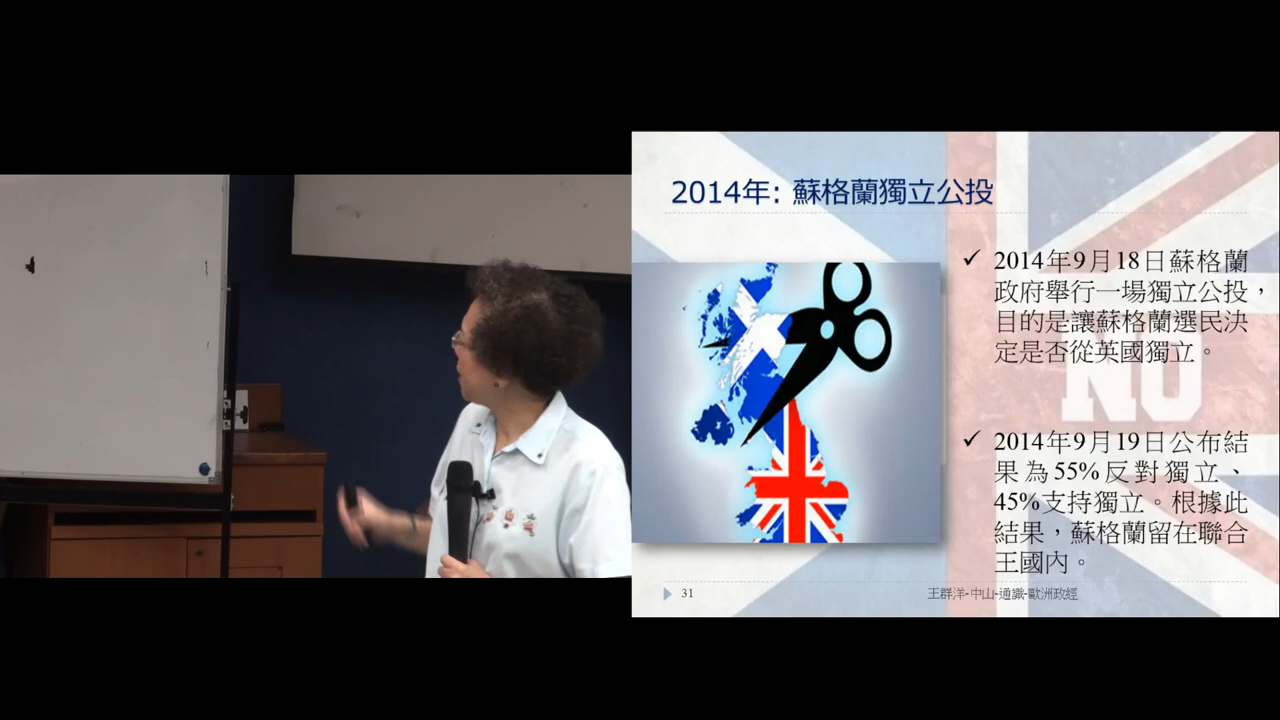 2014年: 蘇格蘭獨立公投
✓ 2014年9月18日蘇格蘭
政府舉行一場獨立公投，
目的是讓蘇格蘭選民決
定是否從英國獨立。
NO
✓ 2014年9月19日公布結
果為55%反對獨立、
45%支持獨立。根據此
結果，蘇格蘭留在聯合
王國內。
31
王群洋-中山-通識-歐洲政經